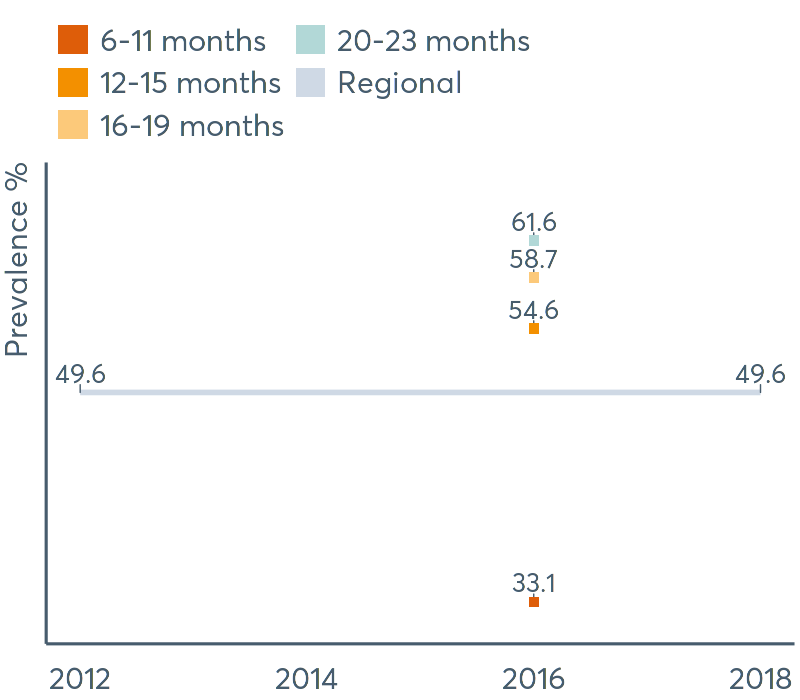 6-11 months
20-23 months
12-15 months
Regional
16-19 months
Prevalence %
61.6
58.7
54.6
49.6
49.6
33.1
2012
2014
2016
2018